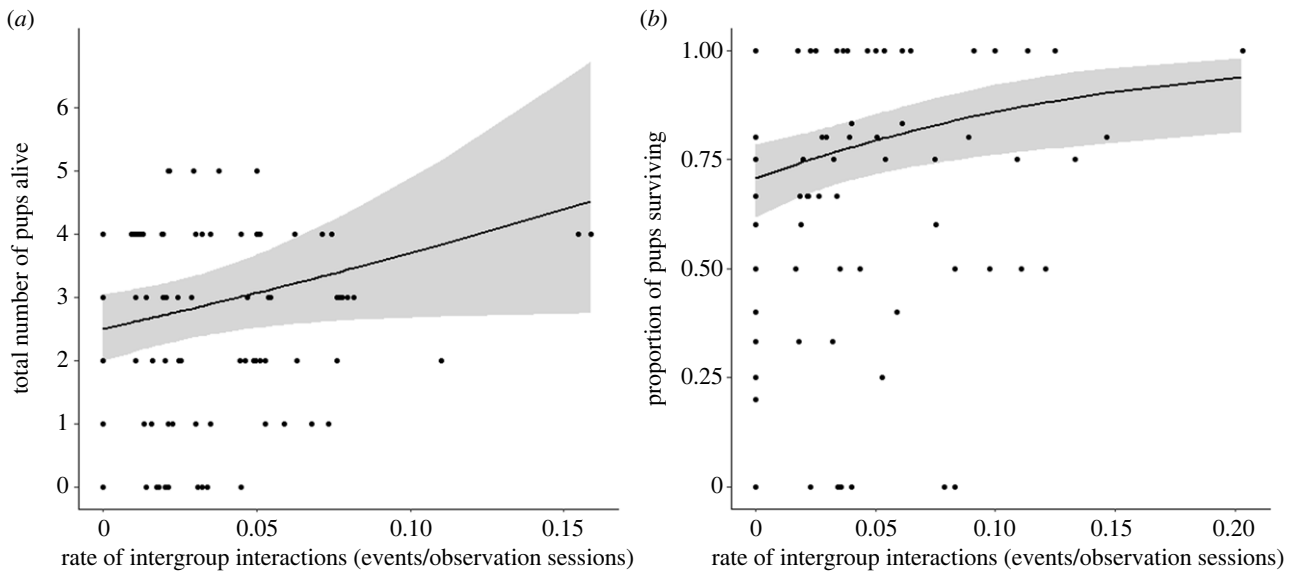 (a)
total number of pups alive
6
5
4
3
2
1
0
0 0.05 0.10 0.15
rate of intergroup interactions (events/observation sessions)
(b)
proportion of pups surviving
1.00
0.75
0.50
0.25
0
0 0.05 0.10 0.15 0.20
rate of intergroup interactions (events/observation sessions)